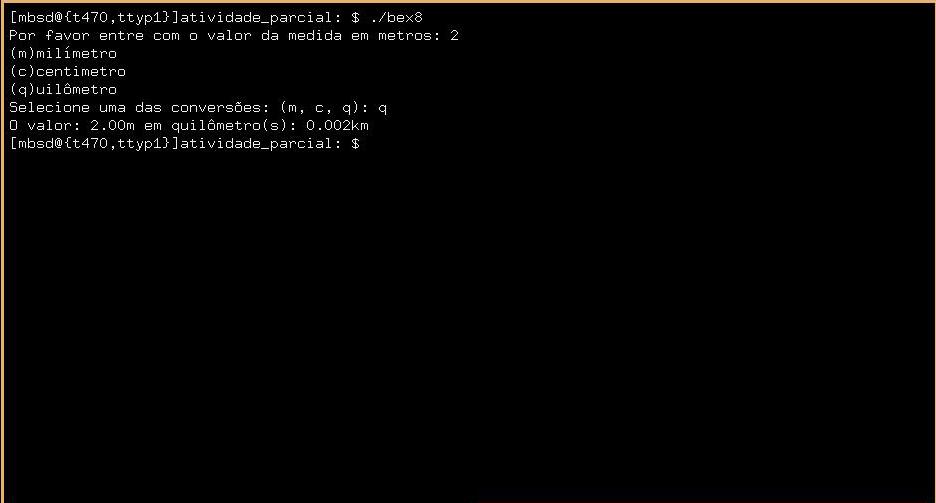 [mbsd@{t470,ttyp1}]atividade_parcial: $ ./bex8
Por favor entre com o valor da medida em metros: 2
(m)milímetro
(c)centimetro
(q)uilômetro
Selecione uma das conversões: (m, c, q): q
O valor: 2.00m em quilômetro(s): 0.002km
[mbsd@{t470,ttyp1}]atividade_parcial: $